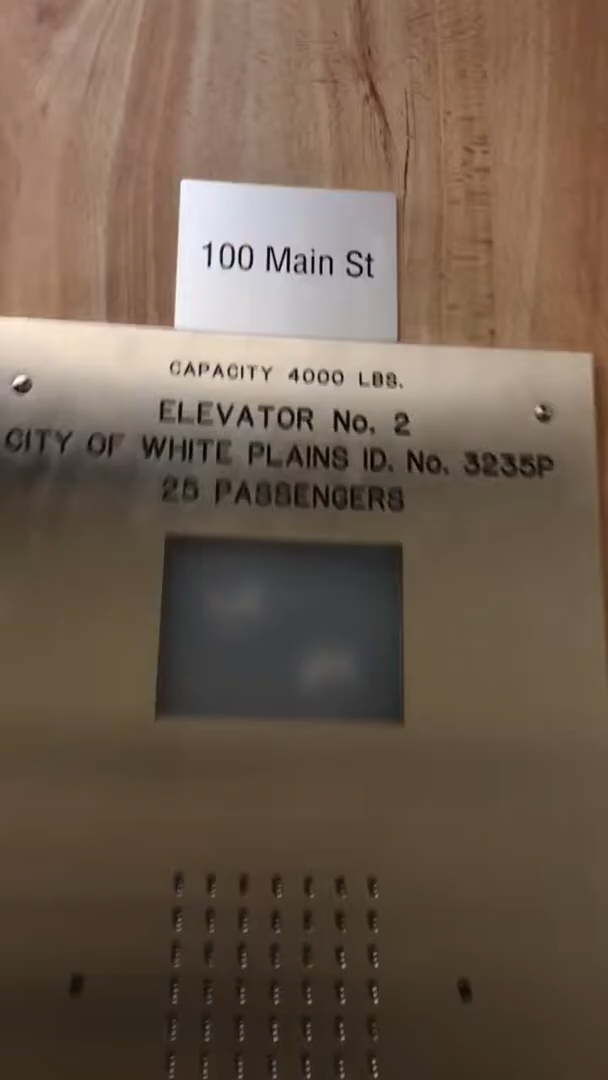 100 Main St
CAPACITY 4000 LBS.
ELEVATOR No. 2
CITY OF WHITE PLAINS ID. No. 3235P
25 PASSENGERS